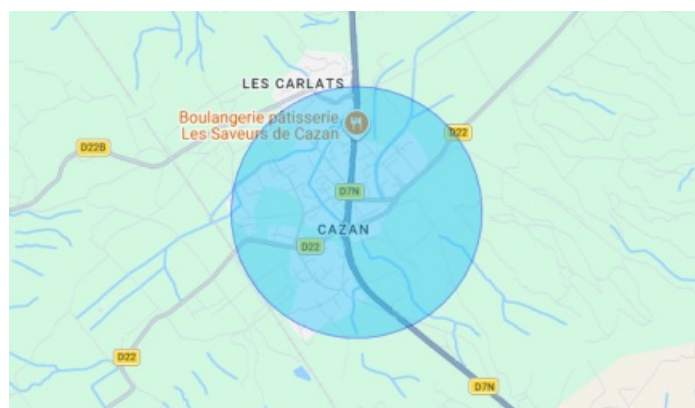 LES CARLATS
Boulangerie pâtisserie,
Les Saveurs de Cazan
D22
D22B
D7N
CAZAN
D22
D22
D7N